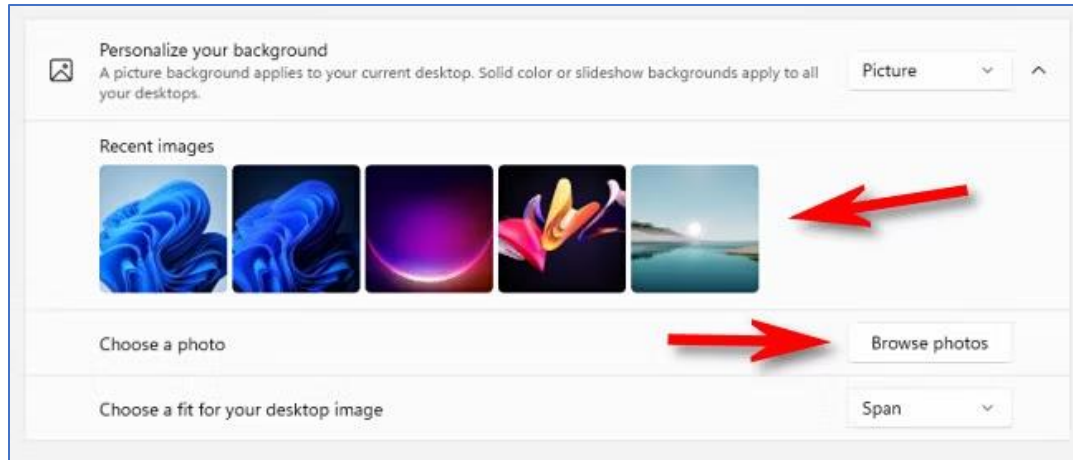 Personalize your background
A picture background applies to your current desktop. Solid color or slideshow backgrounds apply to all
your desktops.
Picture
Recent images
Choose a photo
Browse photos
Choose a fit for your desktop image
Span